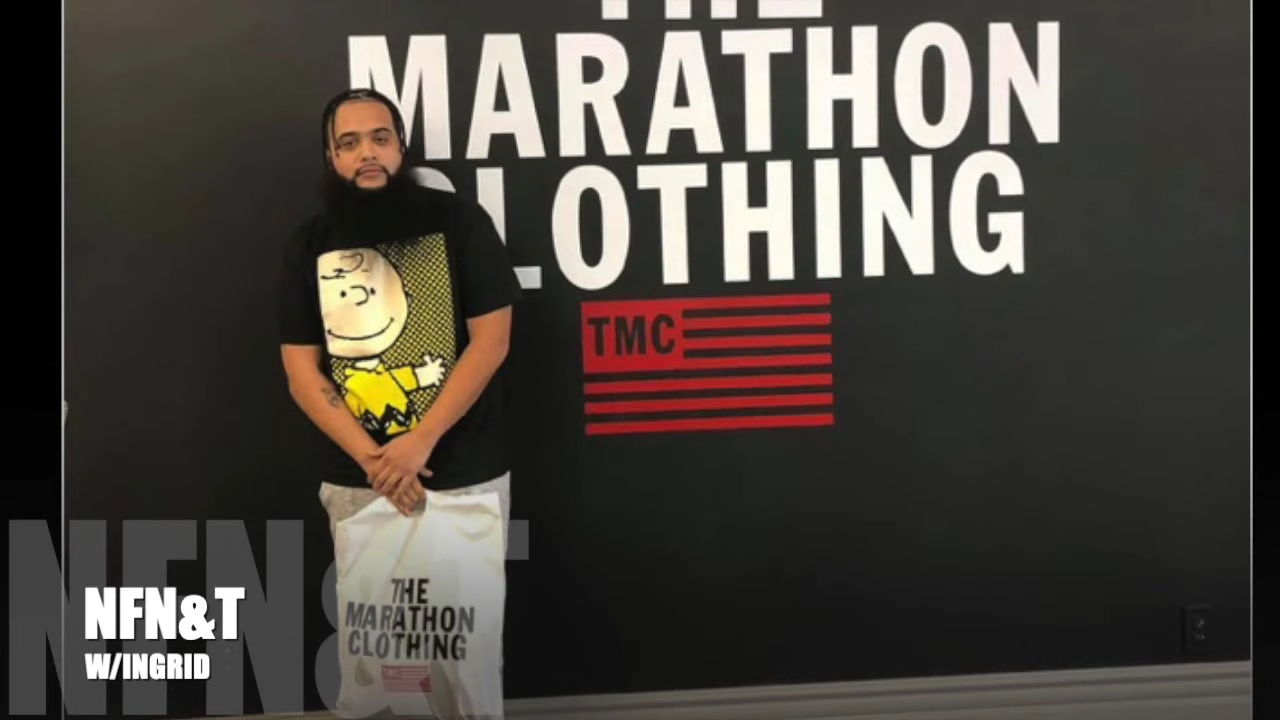 THE
MARATHON
CLOTHING
TMC
THE
MARATHON
CLOTHING
NFN&T
NFN&T
W/INGRID